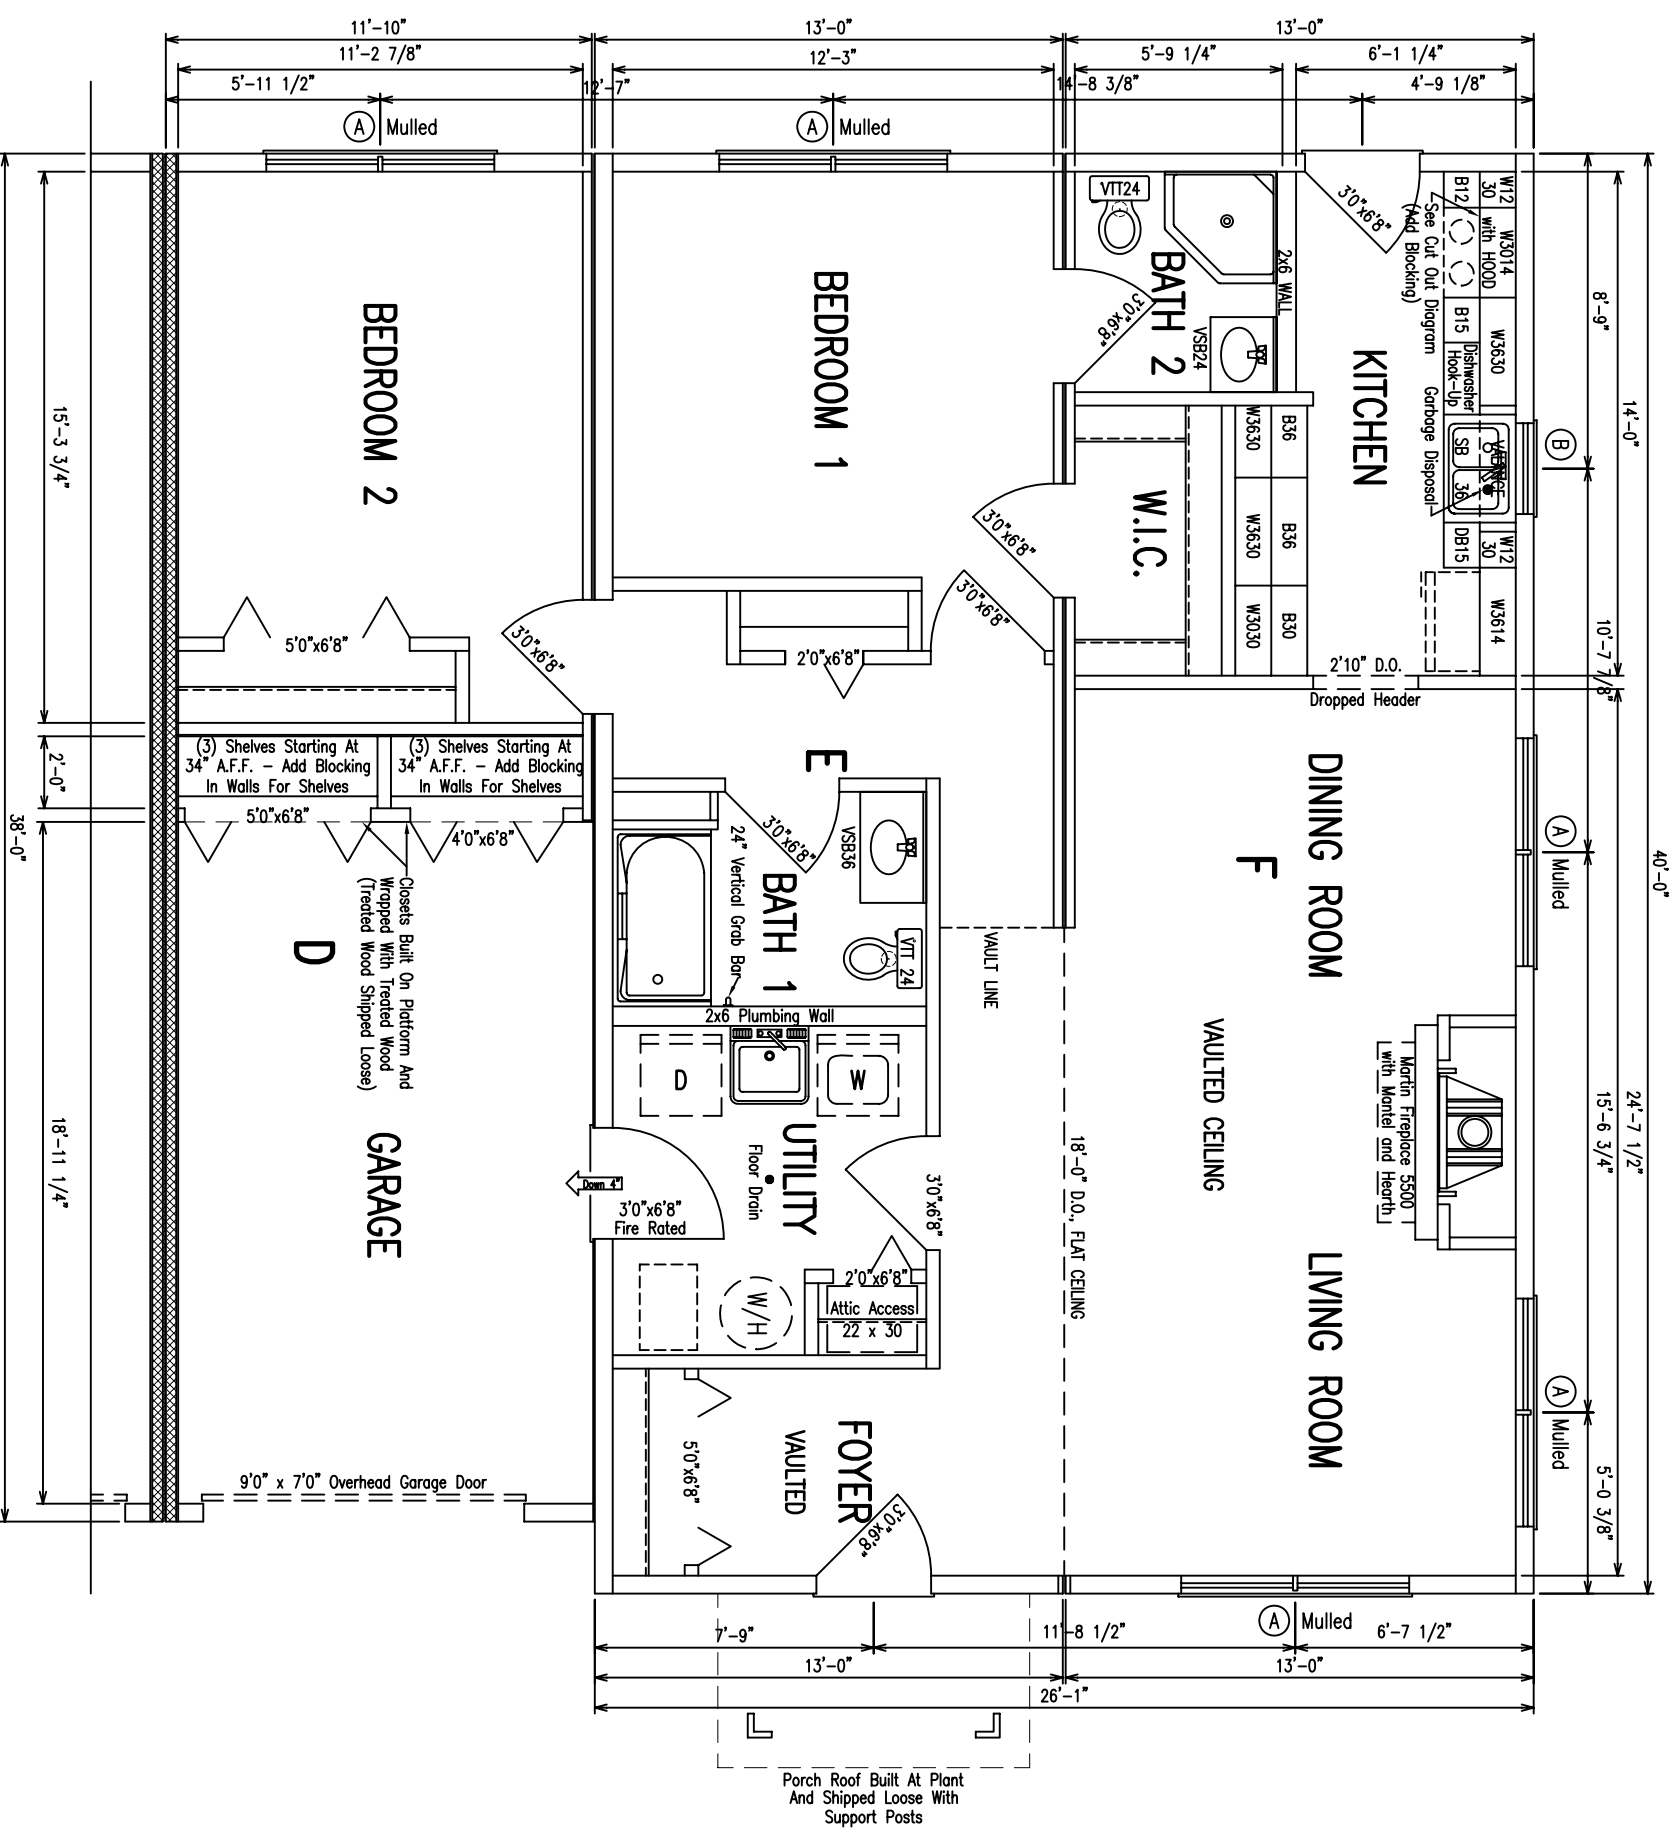 11'-10"
13'-0"
13'-0"
11'-2 7/8"
12'-3"
5'-9 1/4"
6'-1 1/4"
5'-11 1/2"
12'-7"
14'-8 3/8"
4'-9 1/8"
A Mulled
A Mulled
VTT24
BATH 2
2x6 WALL
3'0"x6'8"
VSB24
3'0"x6'8"
B12
W12
30
W3014
with HOOD
See Cut Out Diagram
(Add Blocking)
B15
W3630
Dishwasher
Hook-Up
Garbage Disposal
SB 36
VALANCE
DB15
W12
30
W3614
KITCHEN
B36
W3630
B36
W3630
B30
W3030
W.I.C.
2'10" D.O.
Dropped Header
8'-9"
14'-0"
B
10'-7 7/8"
40'-0"
BEDROOM 2
BEDROOM 1
3'0"x6'8"
3'0"x6'8"
3'0"x6'8"
5'0"x6'8"
2'0"x6'8"
15'-3 3/4"
2'-0"
38'-0"
18'-11 1/4"
(3) Shelves Starting At
34" A.F.F. - Add Blocking
In Walls For Shelves
(3) Shelves Starting At
34" A.F.F. - Add Blocking
In Walls For Shelves
5'0"x6'8"
4'0"x6'8"
Closets Built On Platform And
Wrapped With Treated Wood
(Treated Wood Shipped Loose)
D
GARAGE
9'0" x 7'0" Overhead Garage Door
E
3'0"x6'8"
VSB36
BATH 1
24" Vertical Grab Bar
VTT 24
2x6 Plumbing Wall
D
W
UTILITY
Floor Drain
Down 4"
3'0"x6'8"
Fire Rated
3'0"x6'8"
W/H
2'0"x6'8"
Attic Access
22 x 30
VAULT LINE
18'-0" D.O., FLAT CEILING
DINING ROOM
F
VAULTED CEILING
LIVING ROOM
Martin Fireplace 5500
with Mantel and Hearth
A Mulled
24'-7 1/2"
15'-6 3/4"
A Mulled
5'-0 3/8"
FOYER
VAULTED
5'0"x6'8"
3'0"x6'8"
A Mulled
7'-9"
11'-8 1/2"
6'-7 1/2"
13'-0"
13'-0"
26'-1"
Porch Roof Built At Plant
And Shipped Loose With
Support Posts